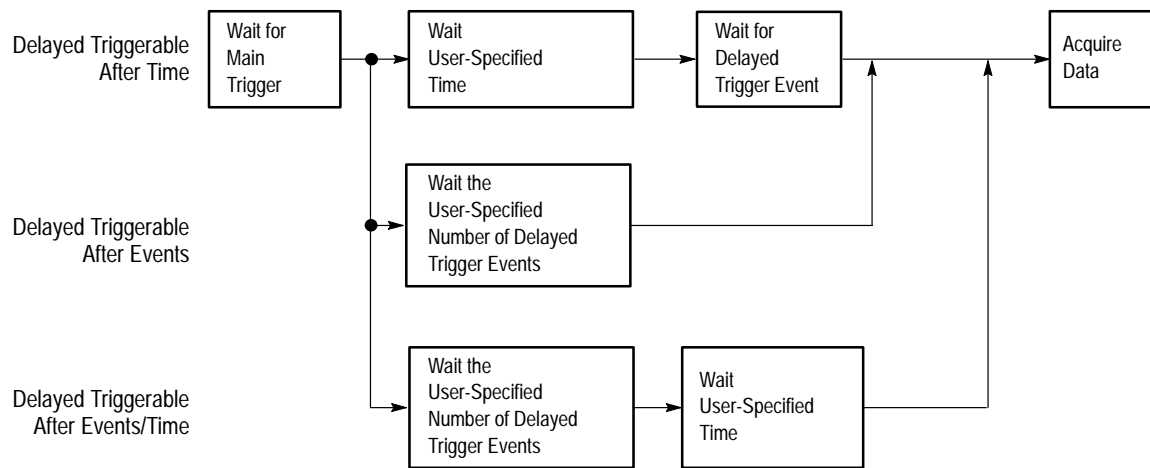 Delayed Triggerable
After Time
Wait for
Main
Trigger
Wait
User-Specified
Time
Wait for
Delayed
Trigger Event
Acquire
Data
Delayed Triggerable
After Events
Wait the
User-Specified
Number of Delayed
Trigger Events
Delayed Triggerable
After Events/Time
Wait the
User-Specified
Number of Delayed
Trigger Events
Wait
User-Specified
Time